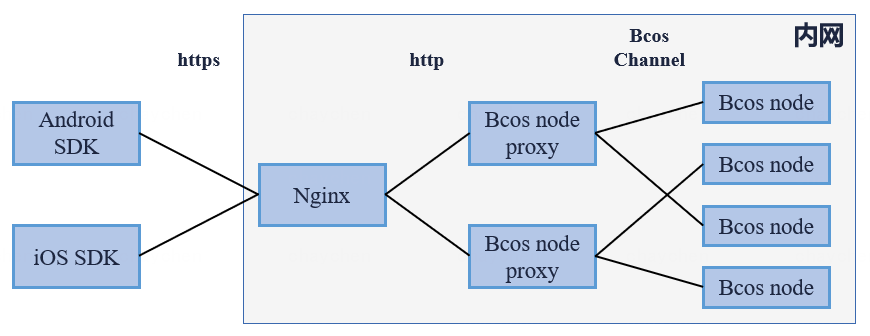 内网
https
http
Bcos
Channel
Android
SDK
iOS SDK
Nginx
Bcos node
proxy
Bcos node
proxy
Bcos node
Bcos node
Bcos node
Bcos node